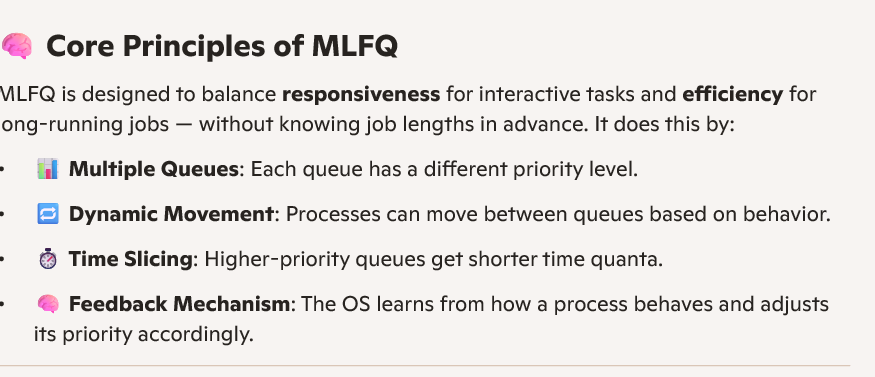 🧠 Core Principles of MLFQ
MLFQ is designed to balance responsiveness for interactive tasks and efficiency for
ong-running jobs — without knowing job lengths in advance. It does this by:
• 📊 Multiple Queues: Each queue has a different priority level.
• 🔁 Dynamic Movement: Processes can move between queues based on behavior.
• ⏱ Time Slicing: Higher-priority queues get shorter time quanta.
• 🧠 Feedback Mechanism: The OS learns from how a process behaves and adjusts
its priority accordingly.